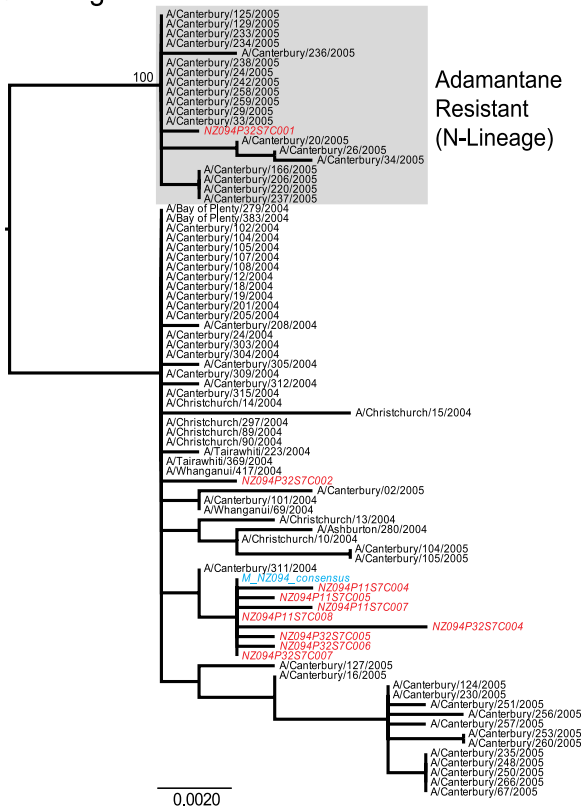 A/Canterbury/125/2005
A/Canterbury/129/2005
A/Canterbury/233/2005
A/Canterbury/234/2005
A/Canterbury/236/2005
A/Canterbury/238/2005
A/Canterbury/24/2005
A/Canterbury/242/2005
A/Canterbury/258/2005
A/Canterbury/259/2005
A/Canterbury/29/2005
A/Canterbury/33/2005
100
Adamantane
Resistant
(N-Lineage)
NZ094P32S7C001
A/Canterbury/20/2005
A/Canterbury/26/2005
A/Canterbury/34/2005
A/Canterbury/166/2005
A/Canterbury/206/2005
A/Canterbury/220/2005
A/Canterbury/237/2005
A/Bay of Plenty/279/2004
A/Bay of Plenty/383/2004
A/Canterbury/102/2004
A/Canterbury/104/2004
A/Canterbury/105/2004
A/Canterbury/107/2004
A/Canterbury/108/2004
A/Canterbury/12/2004
A/Canterbury/18/2004
A/Canterbury/19/2004
A/Canterbury/201/2004
A/Canterbury/205/2004
A/Canterbury/208/2004
A/Canterbury/24/2004
A/Canterbury/303/2004
A/Canterbury/304/2004
A/Canterbury/305/2004
A/Canterbury/309/2004
A/Canterbury/312/2004
A/Canterbury/315/2004
A/Christchurch/14/2004
A/Christchurch/15/2004
A/Christchurch/297/2004
A/Christchurch/89/2004
A/Christchurch/90/2004
A/Tairawhiti/223/2004
A/Tairawhiti/369/2004
A/Whanganui/417/2004
NZ094P32S7C002
A/Canterbury/02/2005
A/Canterbury/101/2004
A/Whanganui/69/2004
A/Christchurch/13/2004
A/Ashburton/280/2004
A/Christchurch/10/2004
A/Canterbury/104/2005
A/Canterbury/105/2005
A/Canterbury/311/2004
M_NZ094_consensus
NZ094P11S7C004
NZ094P11S7C005
NZ094P11S7C007
NZ094P11S7C008
NZ094P32S7C004
NZ094P32S7C005
NZ094P32S7C006
NZ094P32S7C007
A/Canterbury/127/2005
A/Canterbury/16/2005
A/Canterbury/124/2005
A/Canterbury/230/2005
A/Canterbury/251/2005
A/Canterbury/256/2005
A/Canterbury/257/2005
A/Canterbury/253/2005
A/Canterbury/260/2005
A/Canterbury/235/2005
A/Canterbury/248/2005
A/Canterbury/250/2005
A/Canterbury/266/2005
A/Canterbury/67/2005
0.0020